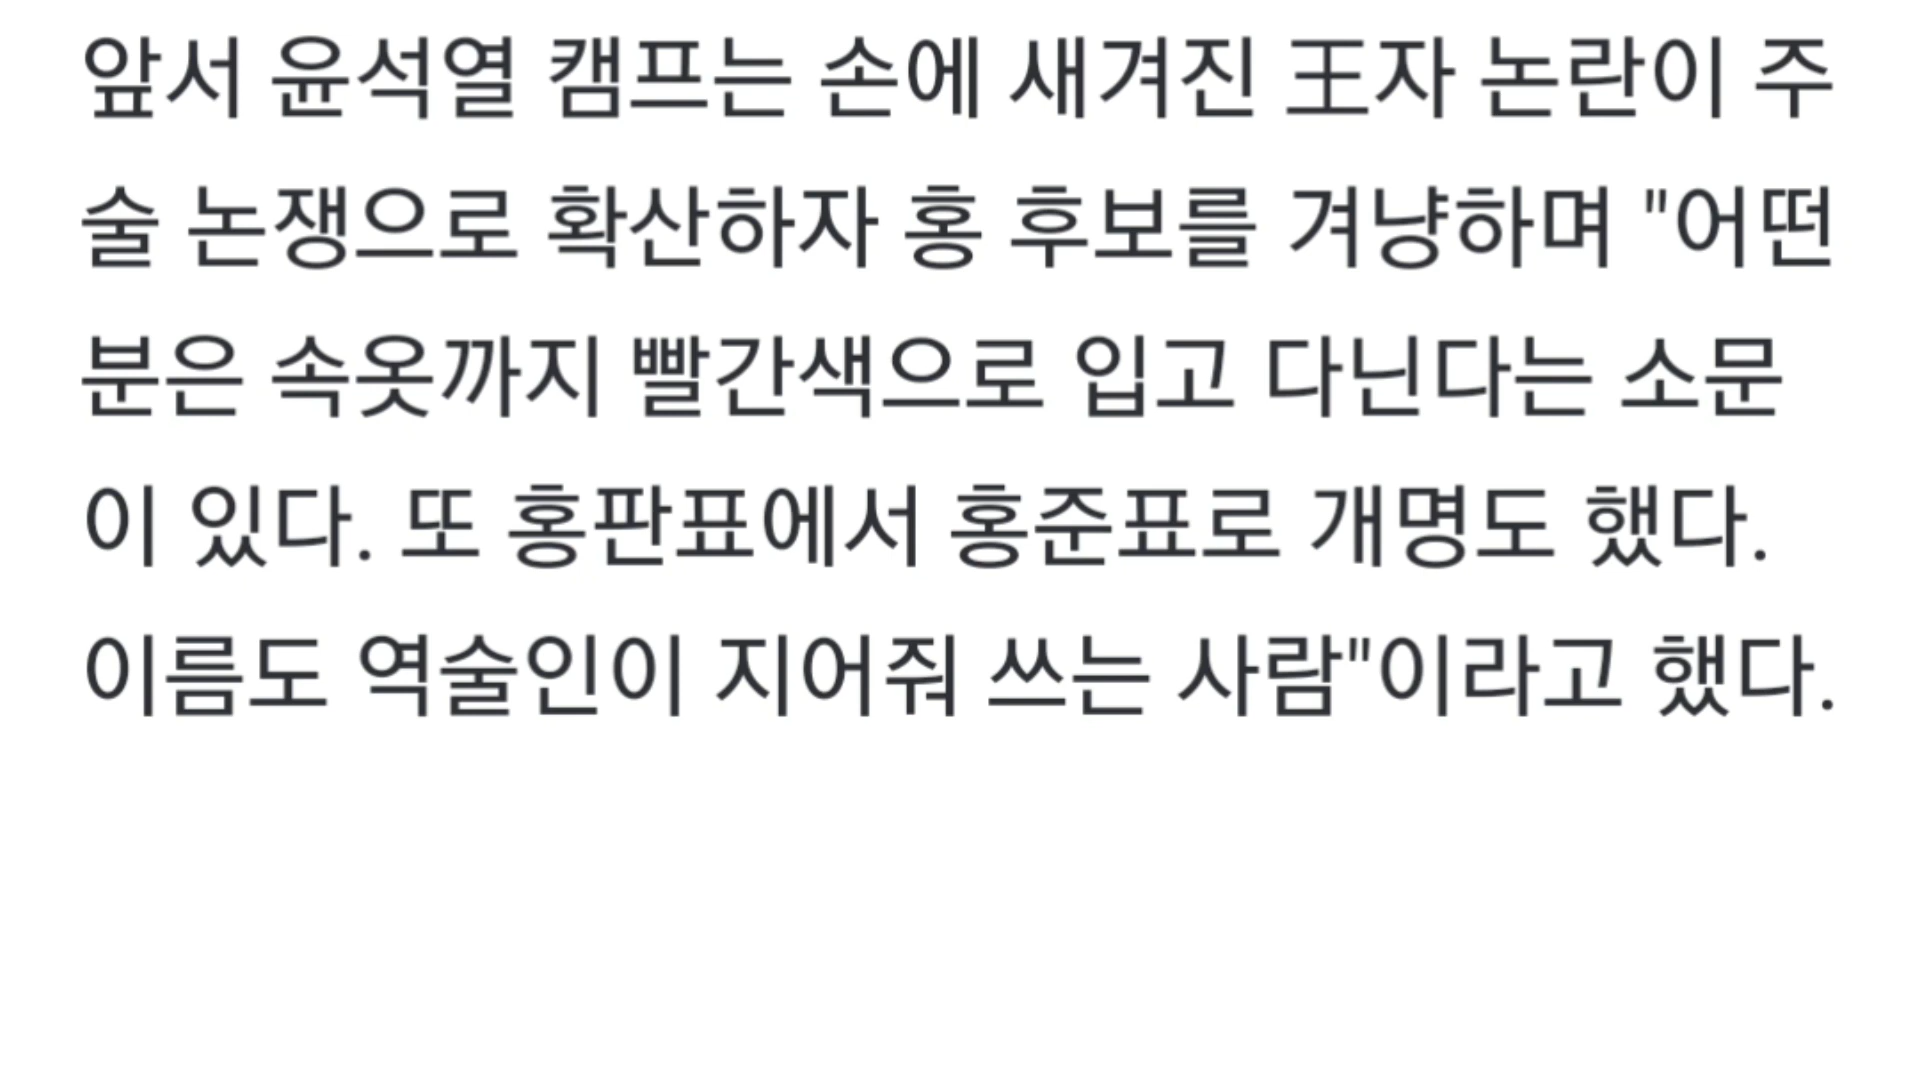 앞서 윤석열 캠프는 손에 새겨진 王자 논란이 주
술 논쟁으로 확산하자 홍 후보를 겨냥하며 "어떤
분은 속옷까지 빨간색으로 입고 다닌다는 소문
이 있다. 또 홍판표에서 홍준표로 개명도 했다.
이름도 역술인이 지어줘 쓰는 사람"이라고 했다.